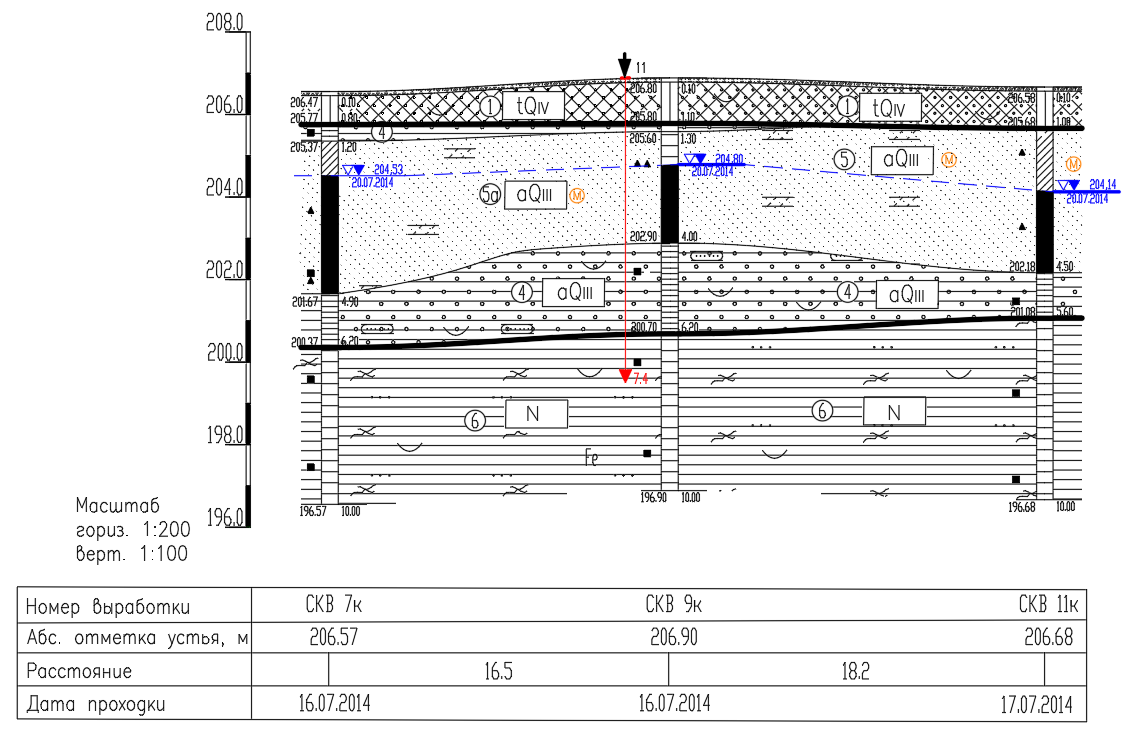 208.0
11
206.80
0.10
206.58
0.10
206.47
0.10
206.0
1 tQIV
1 tQIV
205.77
0.80
205.80
1.10
205.68
1.00
4
205.37
1.20
205.60
1.30
5 aQIII М
М
204.53
20.07.2014
204.80
20.07.2014
204.14
20.07.2014
204.0
5а aQIII М
202.90
4.00
202.0
202.18
4.50
4 aQIII
4 aQIII
201.67
4.90
201.08
5.60
200.70
6.20
200.37
6.20
200.0
7.4
6 N
6 N
198.0
Fe
196.90
10.00
196.57
10.00
196.68
10.00
196.0
Масштаб
гориз. 1:200
верт. 1:100
Номер выработки СКВ 7к СКВ 9к СКВ 11к
Абс. отметка устья, м 206.57 206.90 206.68
Расстояние 16.5 18.2
Дата проходки 16.07.2014 16.07.2014 17.07.2014